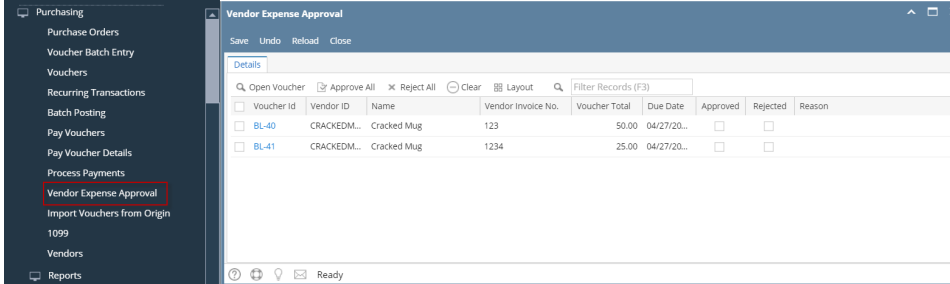 Purchasing
Purchase Orders
Voucher Batch Entry
Vouchers
Recurring Transactions
Batch Posting
Pay Vouchers
Pay Voucher Details
Process Payments
Vendor Expense Approval
Import Vouchers from Origin
1099
Vendors
Reports
Vendor Expense Approval
Save Undo Reload Close
Details
Open Voucher Approve All Reject All Clear Layout Filter Records (F3)
Voucher Id Vendor ID Name Vendor Invoice No. Voucher Total Due Date Approved Rejected Reason
BL-40 CRACKEDM... Cracked Mug 123 50.00 04/27/20...
BL-41 CRACKEDM... Cracked Mug 1234 25.00 04/27/20...
Ready